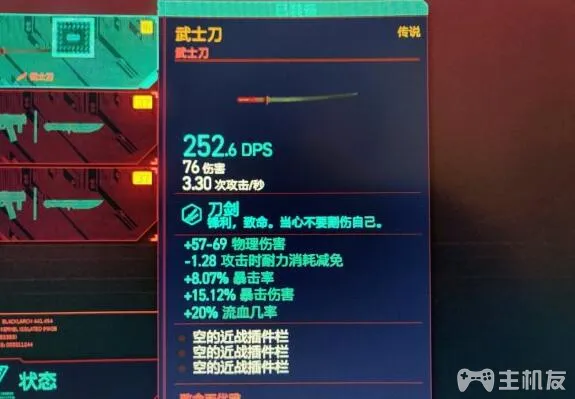 武士刀
传说
武士刀
武士刀
252.6 DPS
76 伤害
3.30 次攻击/秒
刀剑
锋利，致命。当心不要割伤自己。
+57-69 物理伤害
-1.28 攻击时耐力消耗减免
+8.07% 暴击率
+15.12% 暴击伤害
+20% 流血几率
空的近战插件栏
空的近战插件栏
空的近战插件栏
状态
主机友